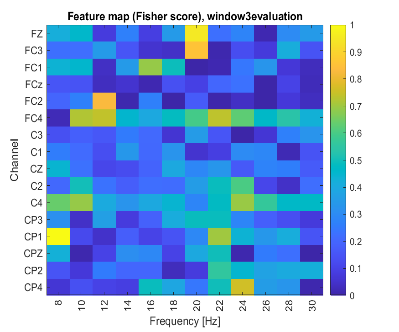 Feature map (Fisher score), window3evaluation
Channel
FZ
FC3
FC1
FCz
FC2
FC4
C3
C1
CZ
C2
C4
CP3
CP1
CPZ
CP2
CP4
8 10 12 14 16 18 20 22 24 26 28 30
Frequency [Hz]
1
0.9
0.8
0.7
0.6
0.5
0.4
0.3
0.2
0.1
0